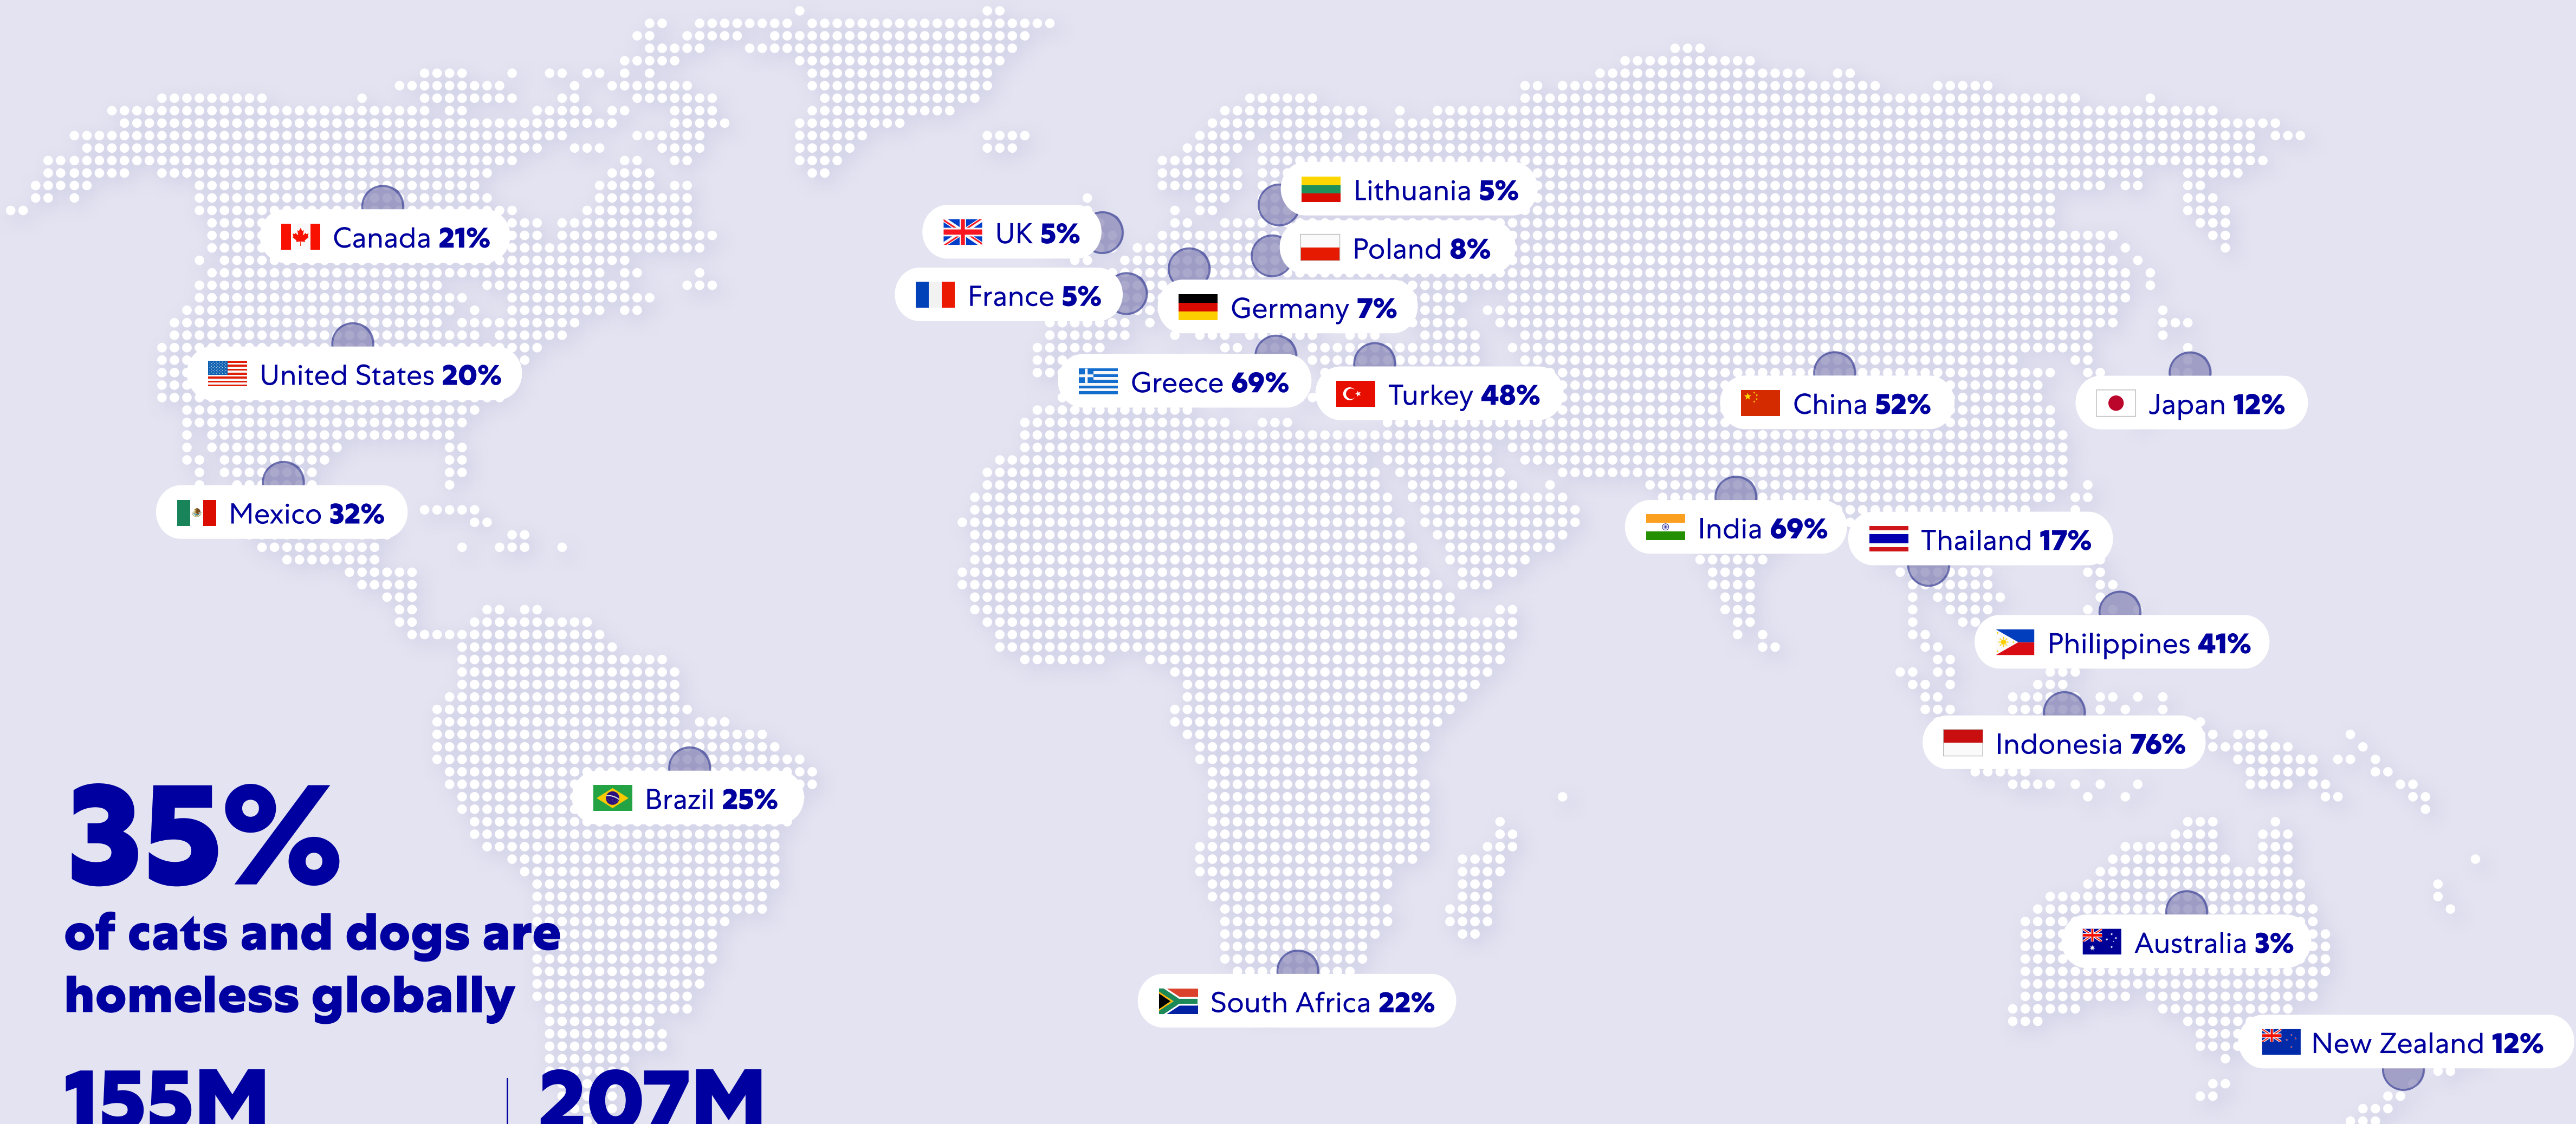 Lithuania 5%
UK 5%
Canada 21%
Poland 8%
France 5%
Germany 7%
United States 20%
Greece 69%
Turkey 48%
China 52%
Japan 12%
Mexico 32%
India 69%
Thailand 17%
Philippines 41%
Indonesia 76%
Brazil 25%
35%
of cats and dogs are
homeless globally
Australia 3%
South Africa 22%
New Zealand 12%
155M
207M